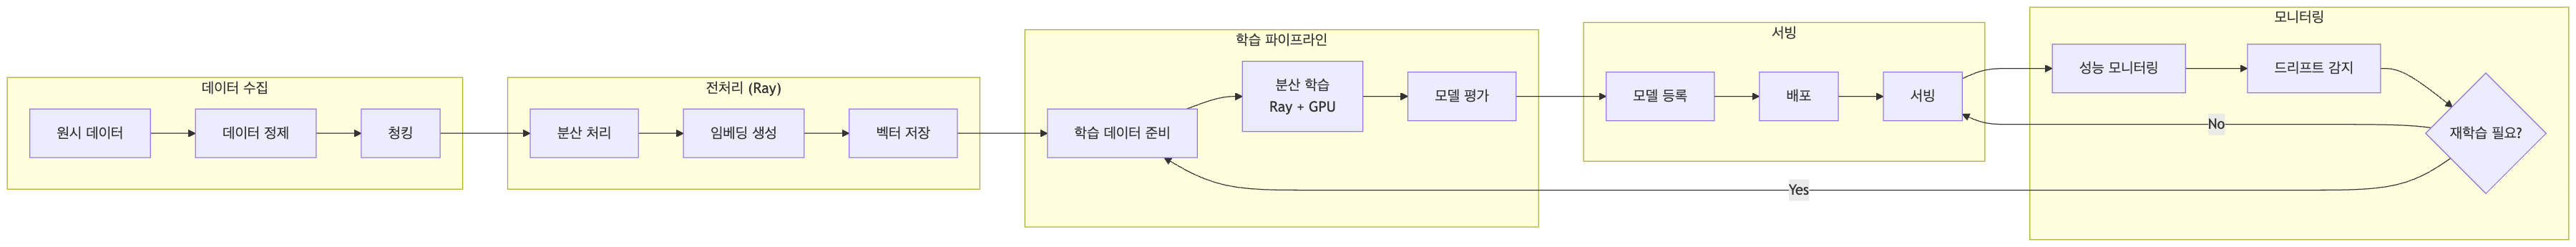 데이터 수집
원시 데이터
데이터 정제
청킹
전처리 (Ray)
분산 처리
임베딩 생성
벡터 저장
학습 파이프라인
학습 데이터 준비
분산 학습
Ray + GPU
모델 평가
서빙
모델 등록
배포
서빙
모니터링
성능 모니터링
드리프트 감지
재학습 필요?
No
Yes